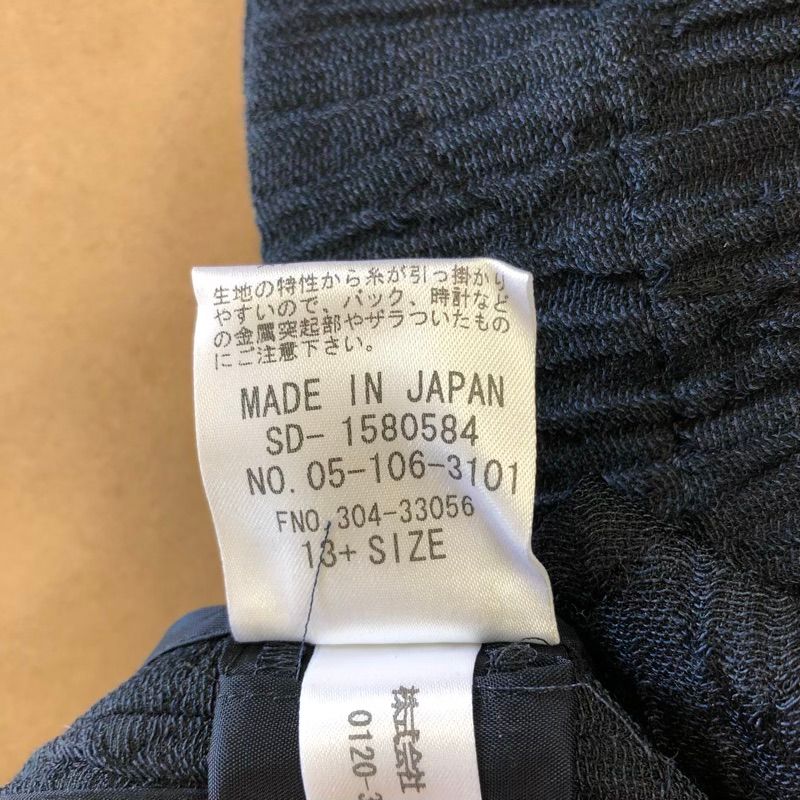 生地の特性から糸が引っ掛かり
やすいので、バック、時計など
の金属突起部やザラついたもの
にご注意下さい。
MADE IN JAPAN
SD- 1580584
NO. 05-106-3101
FNO. 304-33056
13+ SIZE
株式会社
0120-3